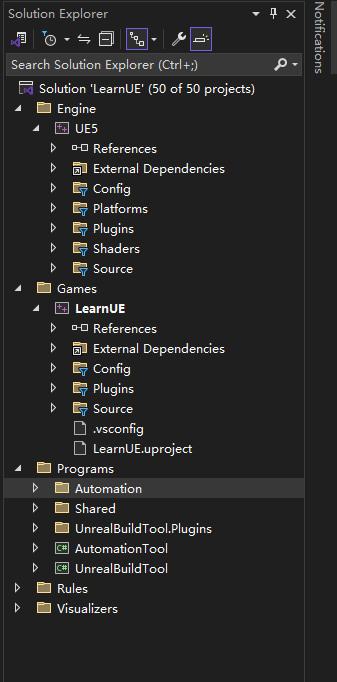 Solution Explorer
Search Solution Explorer (Ctrl+;)
Solution 'LearnUE' (50 of 50 projects)
Engine
UE5
References
External Dependencies
Config
Platforms
Plugins
Shaders
Source
Games
LearnUE
References
External Dependencies
Config
Plugins
Source
.vsconfig
LearnUE.uproject
Programs
Automation
Shared
UnrealBuildTool.Plugins
C# AutomationTool
C# UnrealBuildTool
Rules
Visualizers
Notifications